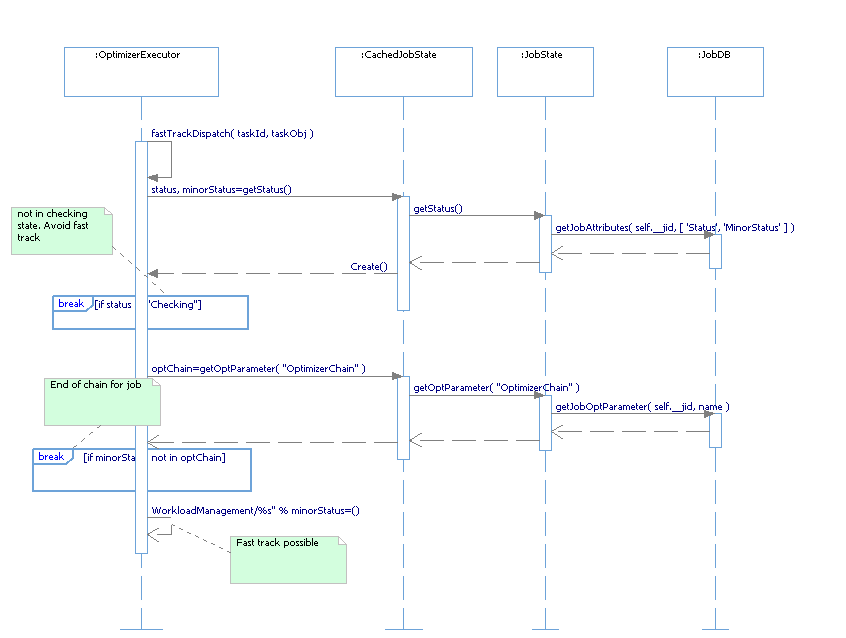 :OptimizerExecutor
:CachedJobState
:JobState
:JobDB
fastTrackDispatch( taskId, taskObj )
status, minorStatus=getStatus()
not in checking
state. Avoid fast
track
getStatus()
getJobAttributes( self.__jid, [ 'Status', 'MinorStatus' ] )
Create()
break
[if status "Checking"]
optChain=getOptParameter( "OptimizerChain" )
End of chain for job
getOptParameter( "OptimizerChain" )
getJobOptParameter( self.__jid, name )
break
[if minorSta not in optChain]
WorkloadManagement/%s" % minorStatus=()
Fast track possible